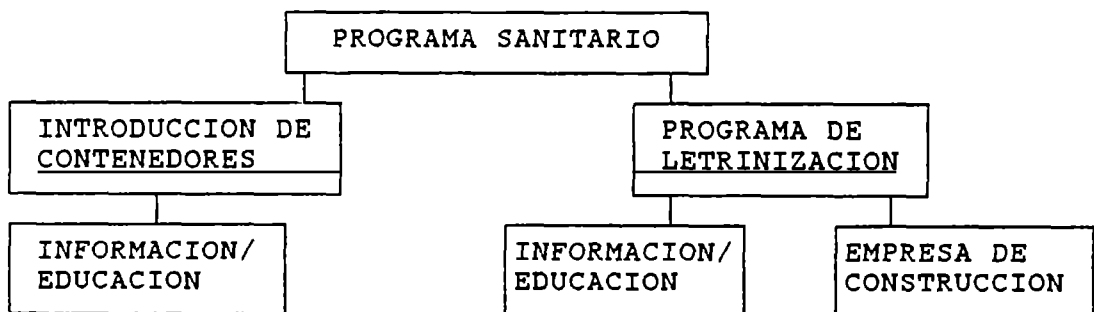 PROGRAMA SANITARIO
INTRODUCCION DE
CONTENEDORES
PROGRAMA DE
LETRINIZACION
INFORMACION/
EDUCACION
INFORMACION/
EDUCACION
EMPRESA DE
CONSTRUCCION